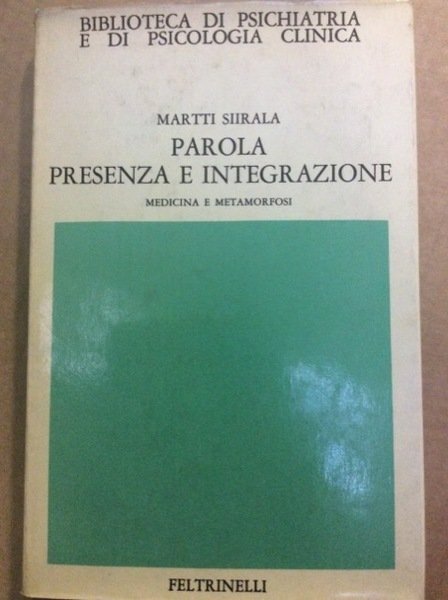 BIBLIOTECA DI PSICHIATRIA
E DI PSICOLOGIA CLINICA
MARTTI SIIRALA
PAROLA
PRESENZA E INTEGRAZIONE
MEDICINA E METAMORFOSI
FELTRINELLI